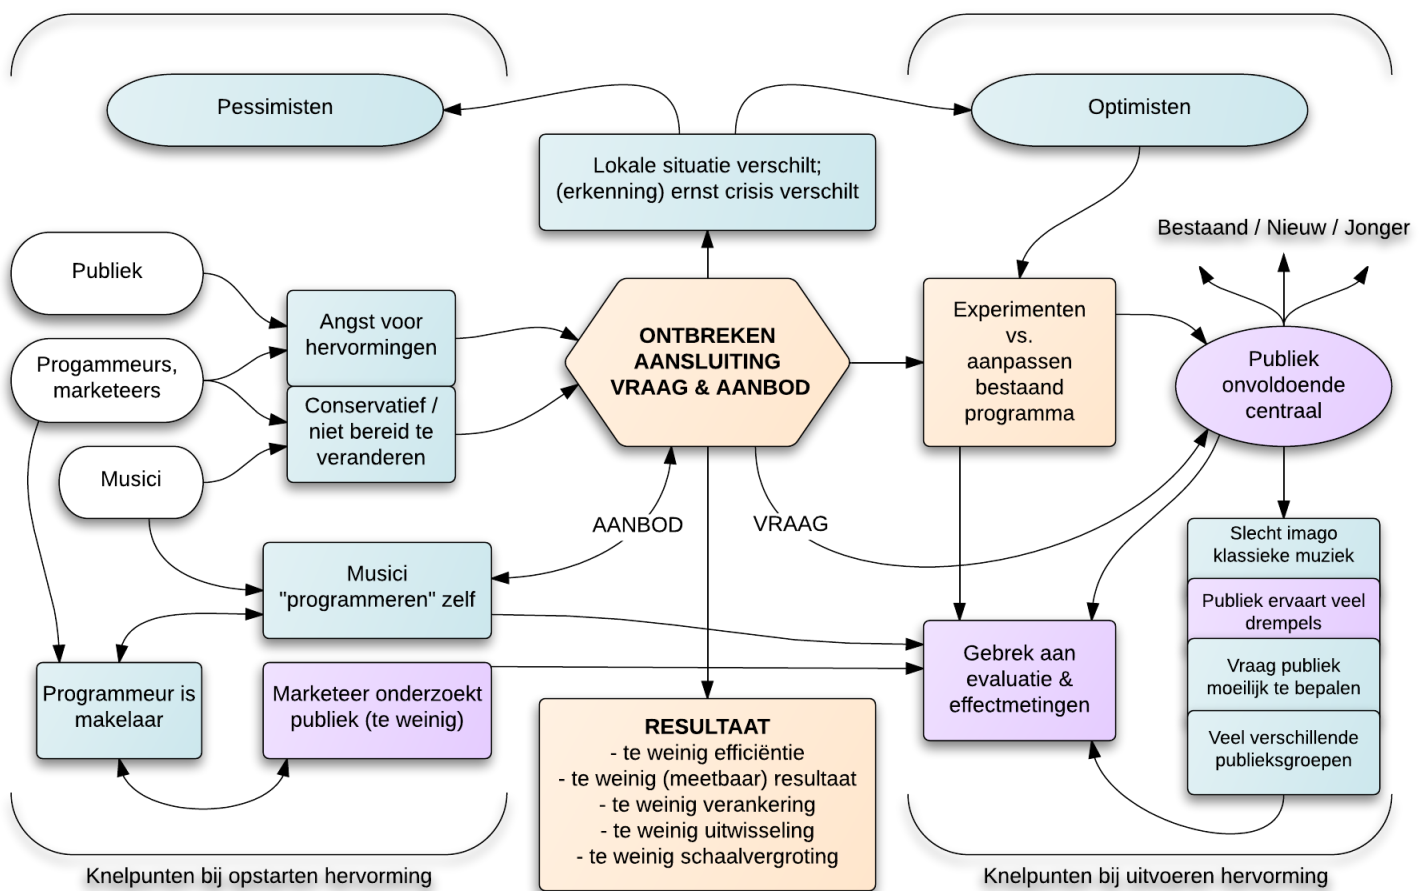 Pessimisten
Optimisten
Lokale situatie verschilt;
(erkenning) ernst crisis verschilt
Bestaand / Nieuw / Jonger
Publiek
Progammeurs,
marketeers
Musici
Angst voor
hervormingen
Conservatief /
niet bereid te
veranderen
ONTBREKEN
AANSLUITING
VRAAG & AANBOD
Experimenten
vs.
aanpassen
bestaand
programma
Publiek
onvoldoende
centraal
AANBOD
VRAAG
Musici
"programmeren" zelf
Programmeur is
makelaar
Marketeer onderzoekt
publiek (te weinig)
Gebrek aan
evaluatie &
effectmetingen
Slecht imago
klassieke muziek
Publiek ervaart veel
drempels
Vraag publiek
moeilijk te bepalen
Veel verschillende
publieksgroepen
RESULTAAT
- te weinig efficiëntie
- te weinig (meetbaar) resultaat
- te weinig verankering
- te weinig uitwisseling
- te weinig schaalvergroting
Knelpunten bij opstarten hervorming
Knelpunten bij uitvoeren hervorming